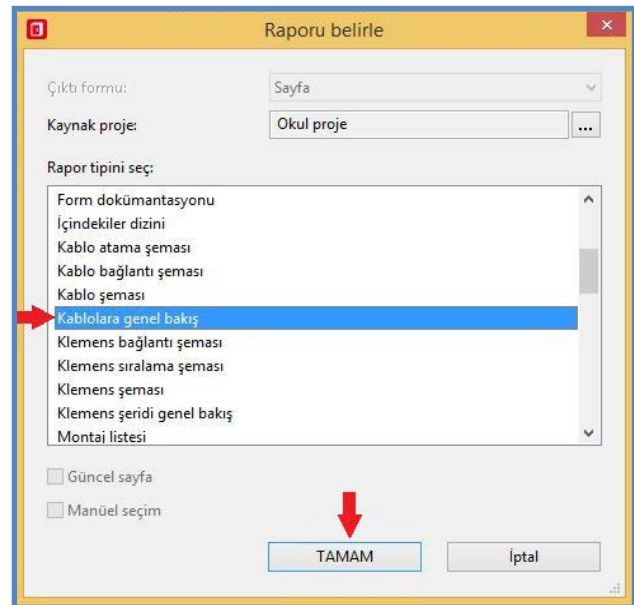 Raporu belirle
Çıktı formu: Sayfa
Kaynak proje: Okul proje ...
Rapor tipini seç:
Form dokümantasyonu
İçindekiler dizini
Kablo atama şeması
Kablo bağlantı şeması
Kablo şeması
Kablolara genel bakış
Klemens bağlantı şeması
Klemens sıralama şeması
Klemens şeması
Klemens şeridi genel bakış
Montaj listesi
Güncel sayfa
Manüel seçim
TAMAM İptal